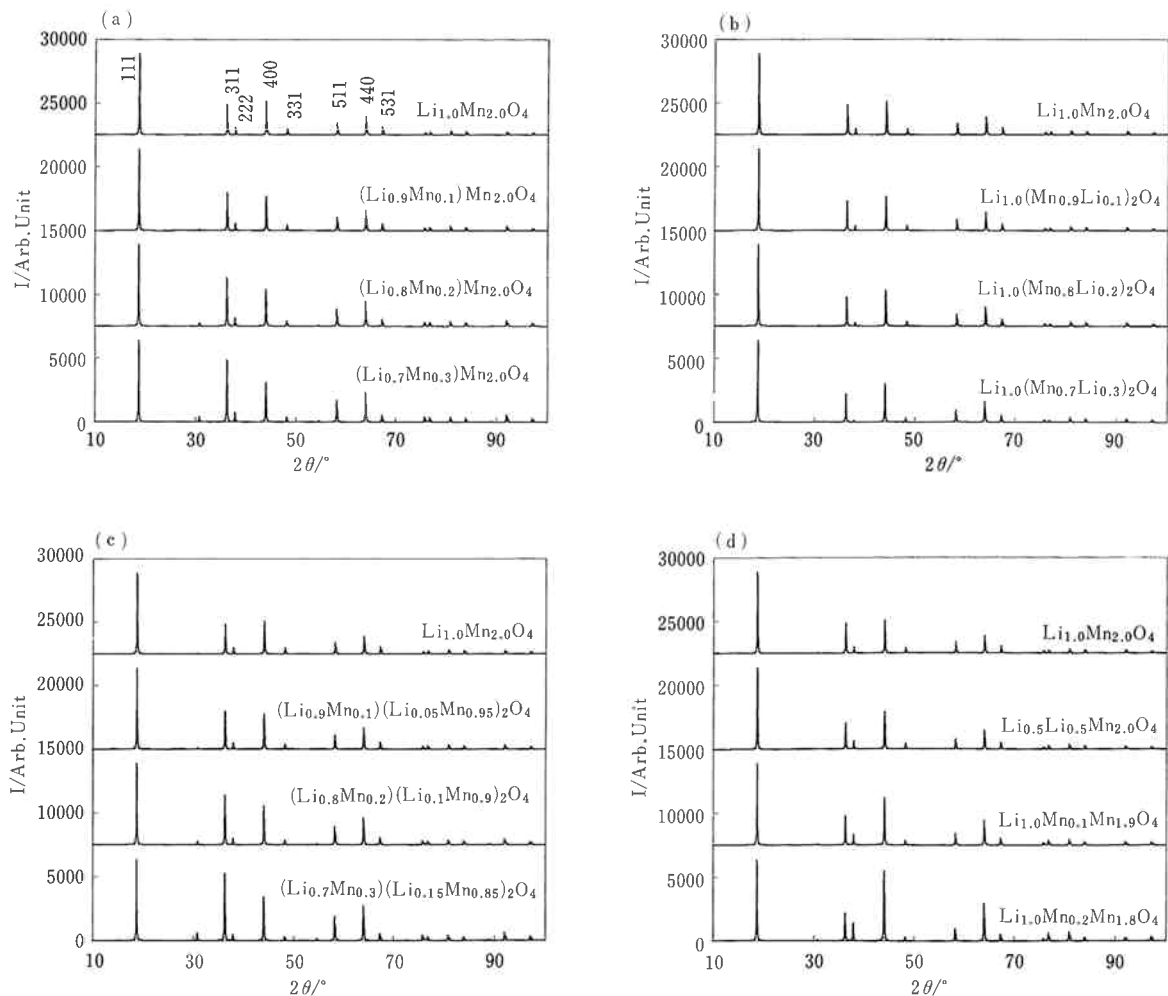 (a)
30000
25000
20000
15000
10000
5000
0
I/Arb.Unit
111
311
222
400
331
511
440
531
Li1.0Mn2.0O4
(Li0.9Mn0.1)Mn2.0O4
(Li0.8Mn0.2)Mn2.0O4
(Li0.7Mn0.3)Mn2.0O4
10 30 50 70 90
2θ/°
(b)
30000
25000
20000
15000
10000
5000
0
I/Arb.Unit
Li1.0Mn2.0O4
Li1.0(Mn0.9Li0.1)2O4
Li1.0(Mn0.8Li0.2)2O4
Li1.0(Mn0.7Li0.3)2O4
10 30 50 70 90
2θ/°
(c)
30000
25000
20000
15000
10000
5000
0
I/Arb.Unit
Li1.0Mn2.0O4
(Li0.9Mn0.1)(Li0.05Mn0.95)2O4
(Li0.8Mn0.2)(Li0.1Mn0.9)2O4
(Li0.7Mn0.3)(Li0.15Mn0.85)2O4
10 30 50 70 90
2θ/°
(d)
30000
25000
20000
15000
10000
5000
0
I/Arb.Unit
Li1.0Mn2.0O4
Li0.5Li0.5Mn2.0O4
Li1.0Mn0.1Mn1.9O4
Li1.0Mn0.2Mn1.8O4
10 30 50 70 90
2θ/°